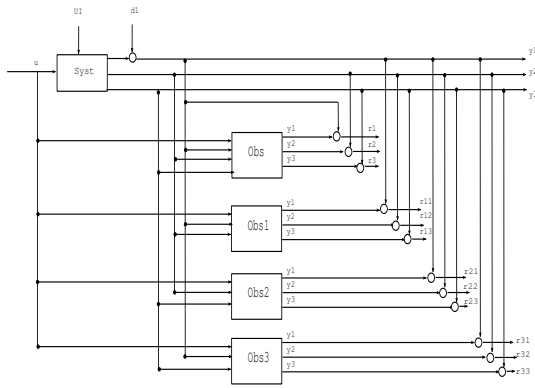 UI
d1
y1
u
Syst
y2
y3
y1
r1
Obs
y2
r2
y3
r3
y1
r11
Obs1
y2
r12
y3
r13
y1
r21
Obs2
y2
r22
y3
r23
y1
r31
Obs3
y2
r32
y3
r33